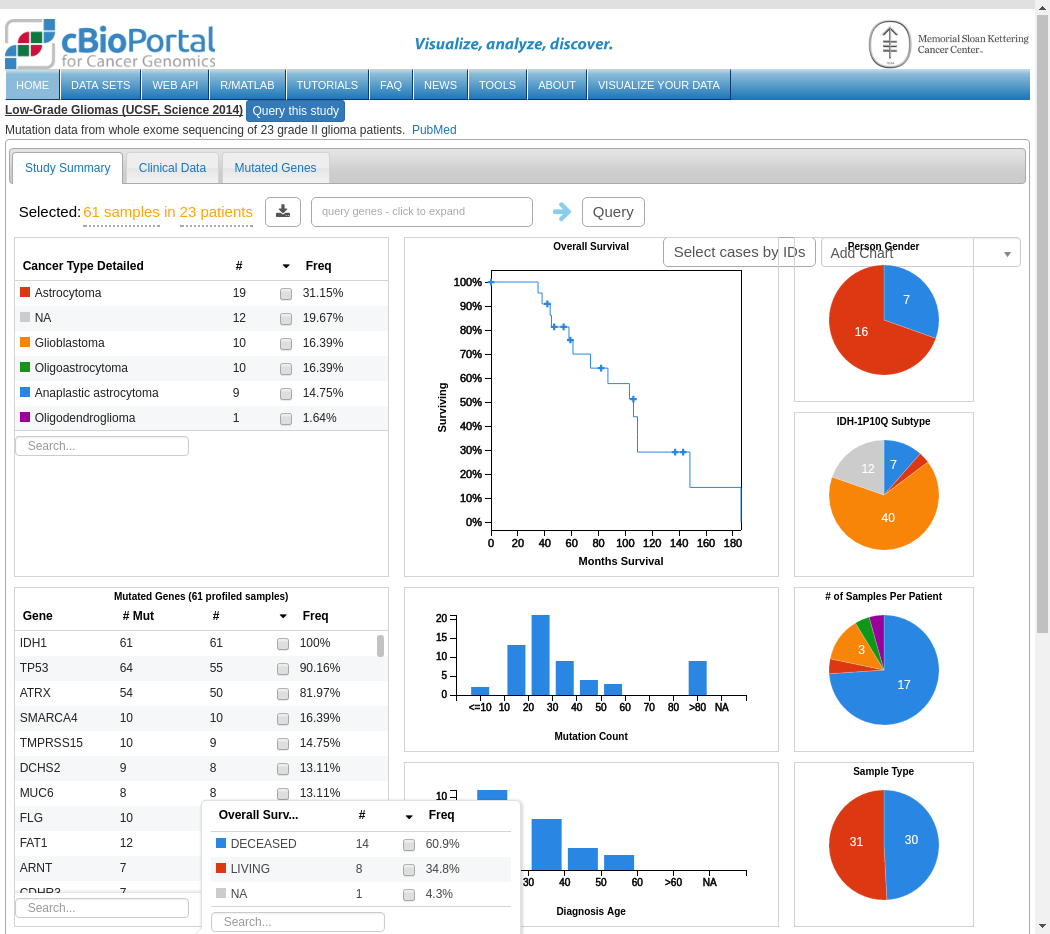 cBioPortal
for Cancer Genomics
Visualize, analyze, discover.
Memorial Sloan Kettering
Cancer Center
HOME DATA SETS WEB API R/MATLAB TUTORIALS FAQ NEWS TOOLS ABOUT VISUALIZE YOUR DATA
Low-Grade Gliomas (UCSF, Science 2014) Query this study
Mutation data from whole exome sequencing of 23 grade II glioma patients. PubMed
Study Summary Clinical Data Mutated Genes
Selected: 61 samples in 23 patients query genes - click to expand Query
Select cases by IDs Add Chart
Cancer Type Detailed # Freq
Astrocytoma 19 31.15%
NA 12 19.67%
Glioblastoma 10 16.39%
Oligoastrocytoma 10 16.39%
Anaplastic astrocytoma 9 14.75%
Oligodendroglioma 1 1.64%
Search...
Overall Survival
100%
90%
80%
70%
60%
50%
40%
30%
20%
10%
0%
Surviving
0 20 40 60 80 100 120 140 160 180
Months Survival
Person Gender
7
16
IDH-1P10Q Subtype
12 7
40
Mutated Genes (61 profiled samples)
Gene # Mut # Freq
IDH1 61 61 100%
TP53 64 55 90.16%
ATRX 54 50 81.97%
SMARCA4 10 10 16.39%
TMPRSS15 10 9 14.75%
DCHS2 9 8 13.11%
MUC6 8 8 13.11%
FLG 10
FAT1 12
ARNT 7
CDHR3 7
Search...
20
15
10
5
0
<=10 10 20 30 40 50 60 70 80 >80 NA
Mutation Count
# of Samples Per Patient
3
17
10
30 40 50 60 >60 NA
Diagnosis Age
Sample Type
31 30
Overall Surv... # Freq
DECEASED 14 60.9%
LIVING 8 34.8%
NA 1 4.3%
Search...